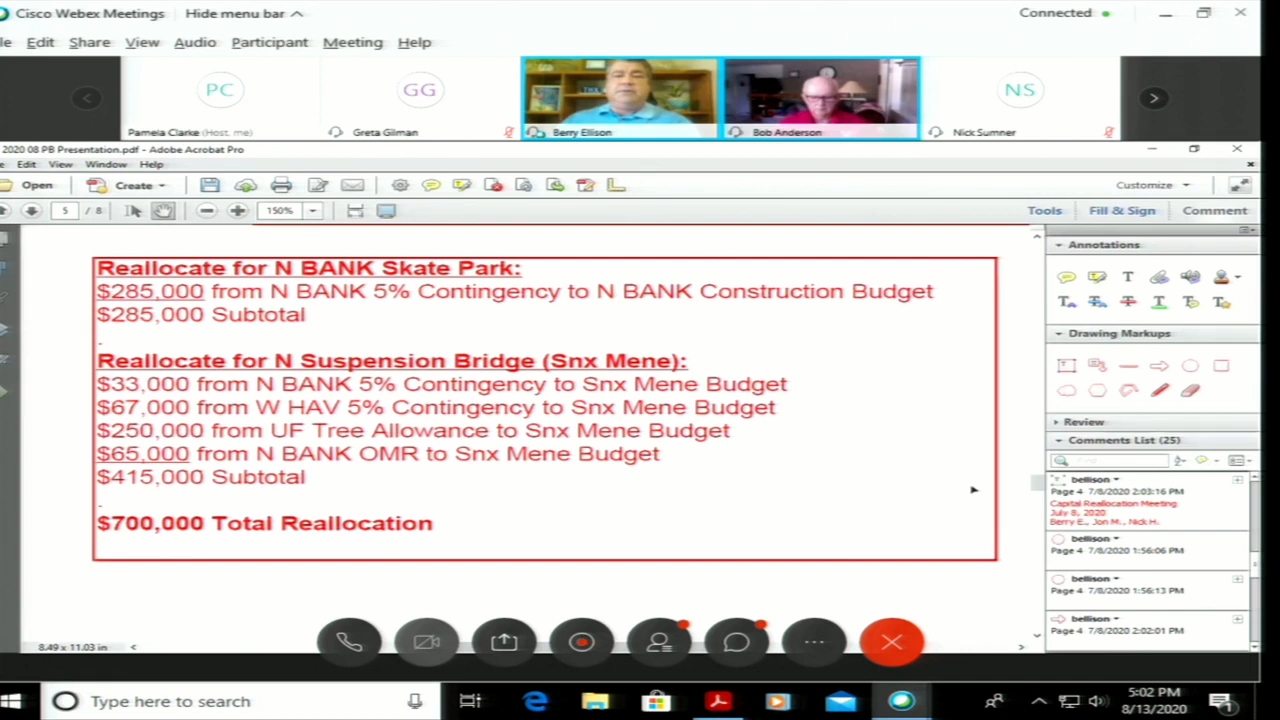 Cisco Webex Meetings Hide menu bar Connected
Edit Share View Audio Participant Meeting Help
PC GG NS
Pamela Clarke (Host, me) Greta Gilman Berry Ellison Bob Anderson Nick Sumner
2020 08 PB Presentation.pdf - Adobe Acrobat Pro
Edit View Window Help
Open Create Customize
5 / 8 150% Tools Fill & Sign Comment
Reallocate for N BANK Skate Park:
$285,000 from N BANK 5% Contingency to N BANK Construction Budget
$285,000 Subtotal
.
Reallocate for N Suspension Bridge (Snx Mene):
$33,000 from N BANK 5% Contingency to Snx Mene Budget
$67,000 from W HAV 5% Contingency to Snx Mene Budget
$250,000 from UF Tree Allowance to Snx Mene Budget
$65,000 from N BANK OMR to Snx Mene Budget
$415,000 Subtotal
.
$700,000 Total Reallocation
8.49 x 11.03 in
Annotations
Drawing Markups
Review
Comments List (25)
Find
bellison
Page 4 7/8/2020 2:03:16 PM
Capital Reallocation Meeting
July 8, 2020
Berry E., Jon M., Nick H.
bellison
Page 4 7/8/2020 1:56:06 PM
bellison
Page 4 7/8/2020 1:56:13 PM
bellison
Page 4 7/8/2020 2:02:01 PM
Type here to search
5:02 PM
8/13/2020
1